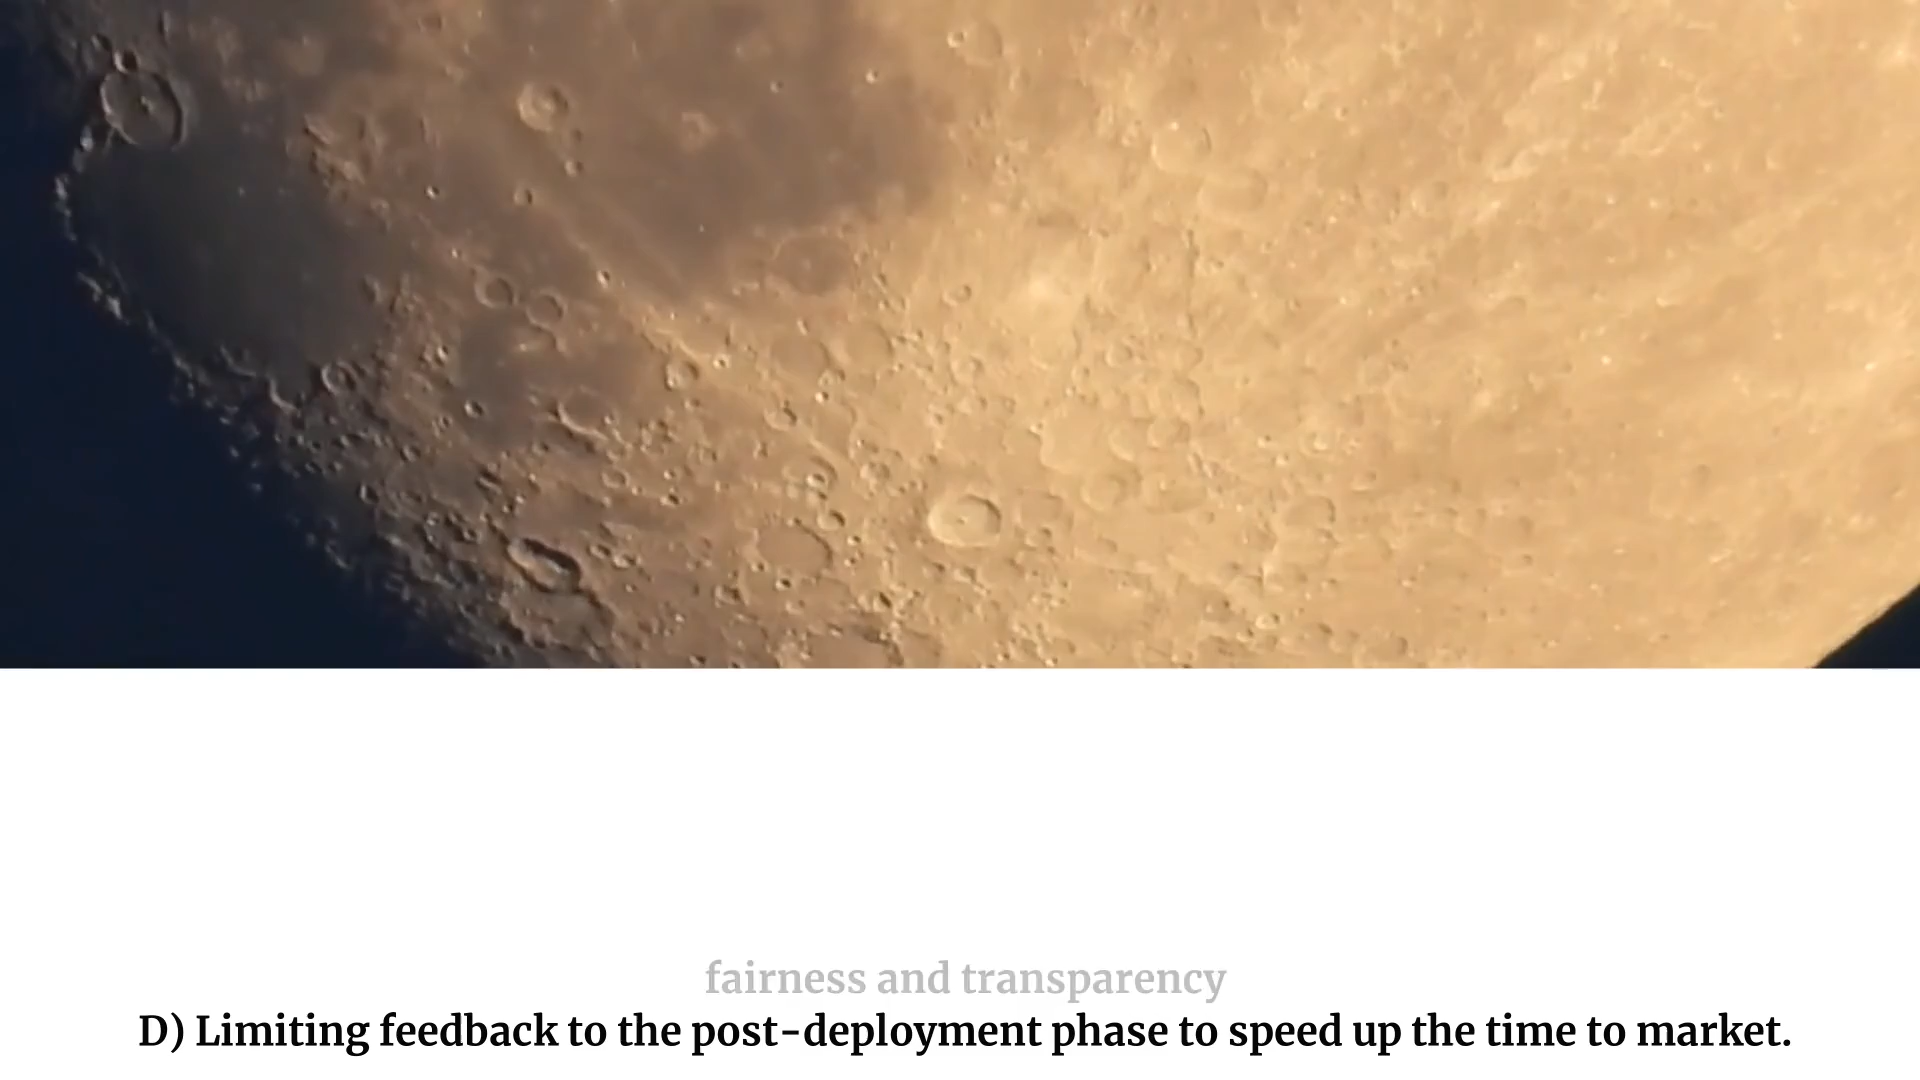 fairness and transparency
D) Limiting feedback to the post-deployment phase to speed up the time to market.